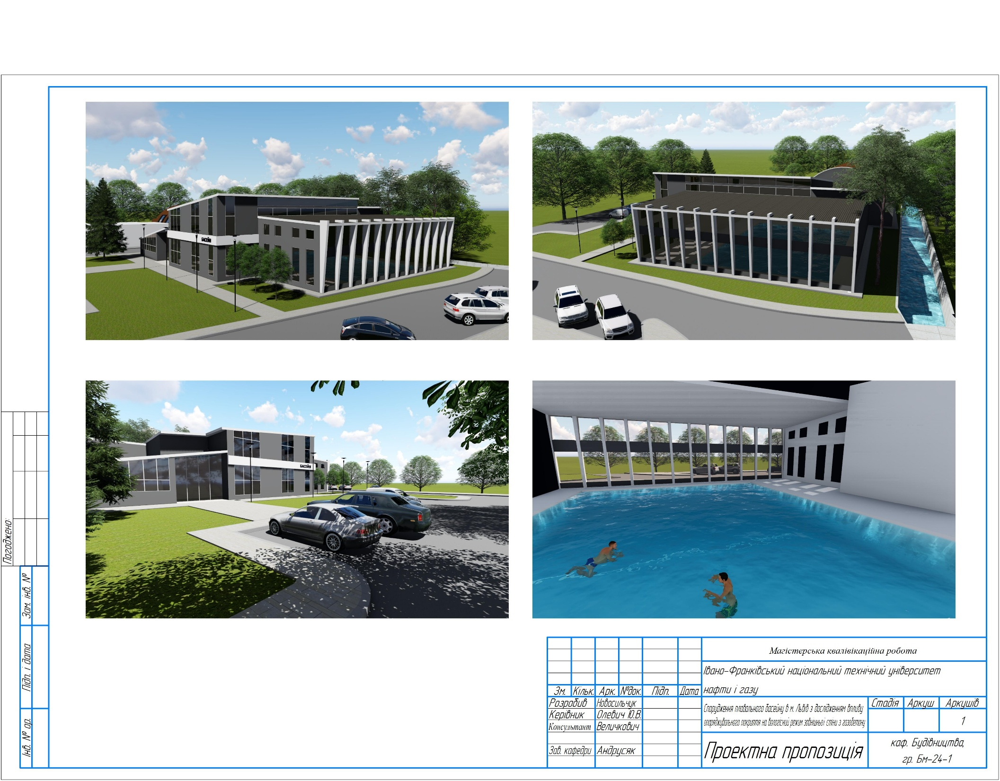 БАСЕЙН
БАСЕЙН
Погоджено:
Зам. інв. №
Підп. і дата
Інв. № ор.
Магістерська квалівікаційна робота
Івано-Франківський національний технічний університет
нафти і газу
Зм. Кільк. Арк. №док. Підп. Дата
Розробив Новосильчук
Керівник Олевич Ю.В.
Консультант Величкович
Зав. кафедри Андрусяк
Спорудження плавального басейну в м. Львів з дослідженням впливу
опоряджувального покриття на вологісний режим зовнішньої стіни з газобетону
Стадія Аркуш Аркушів
1
Проектна пропозиція
каф. Будівництва,
гр. Бм-24-1